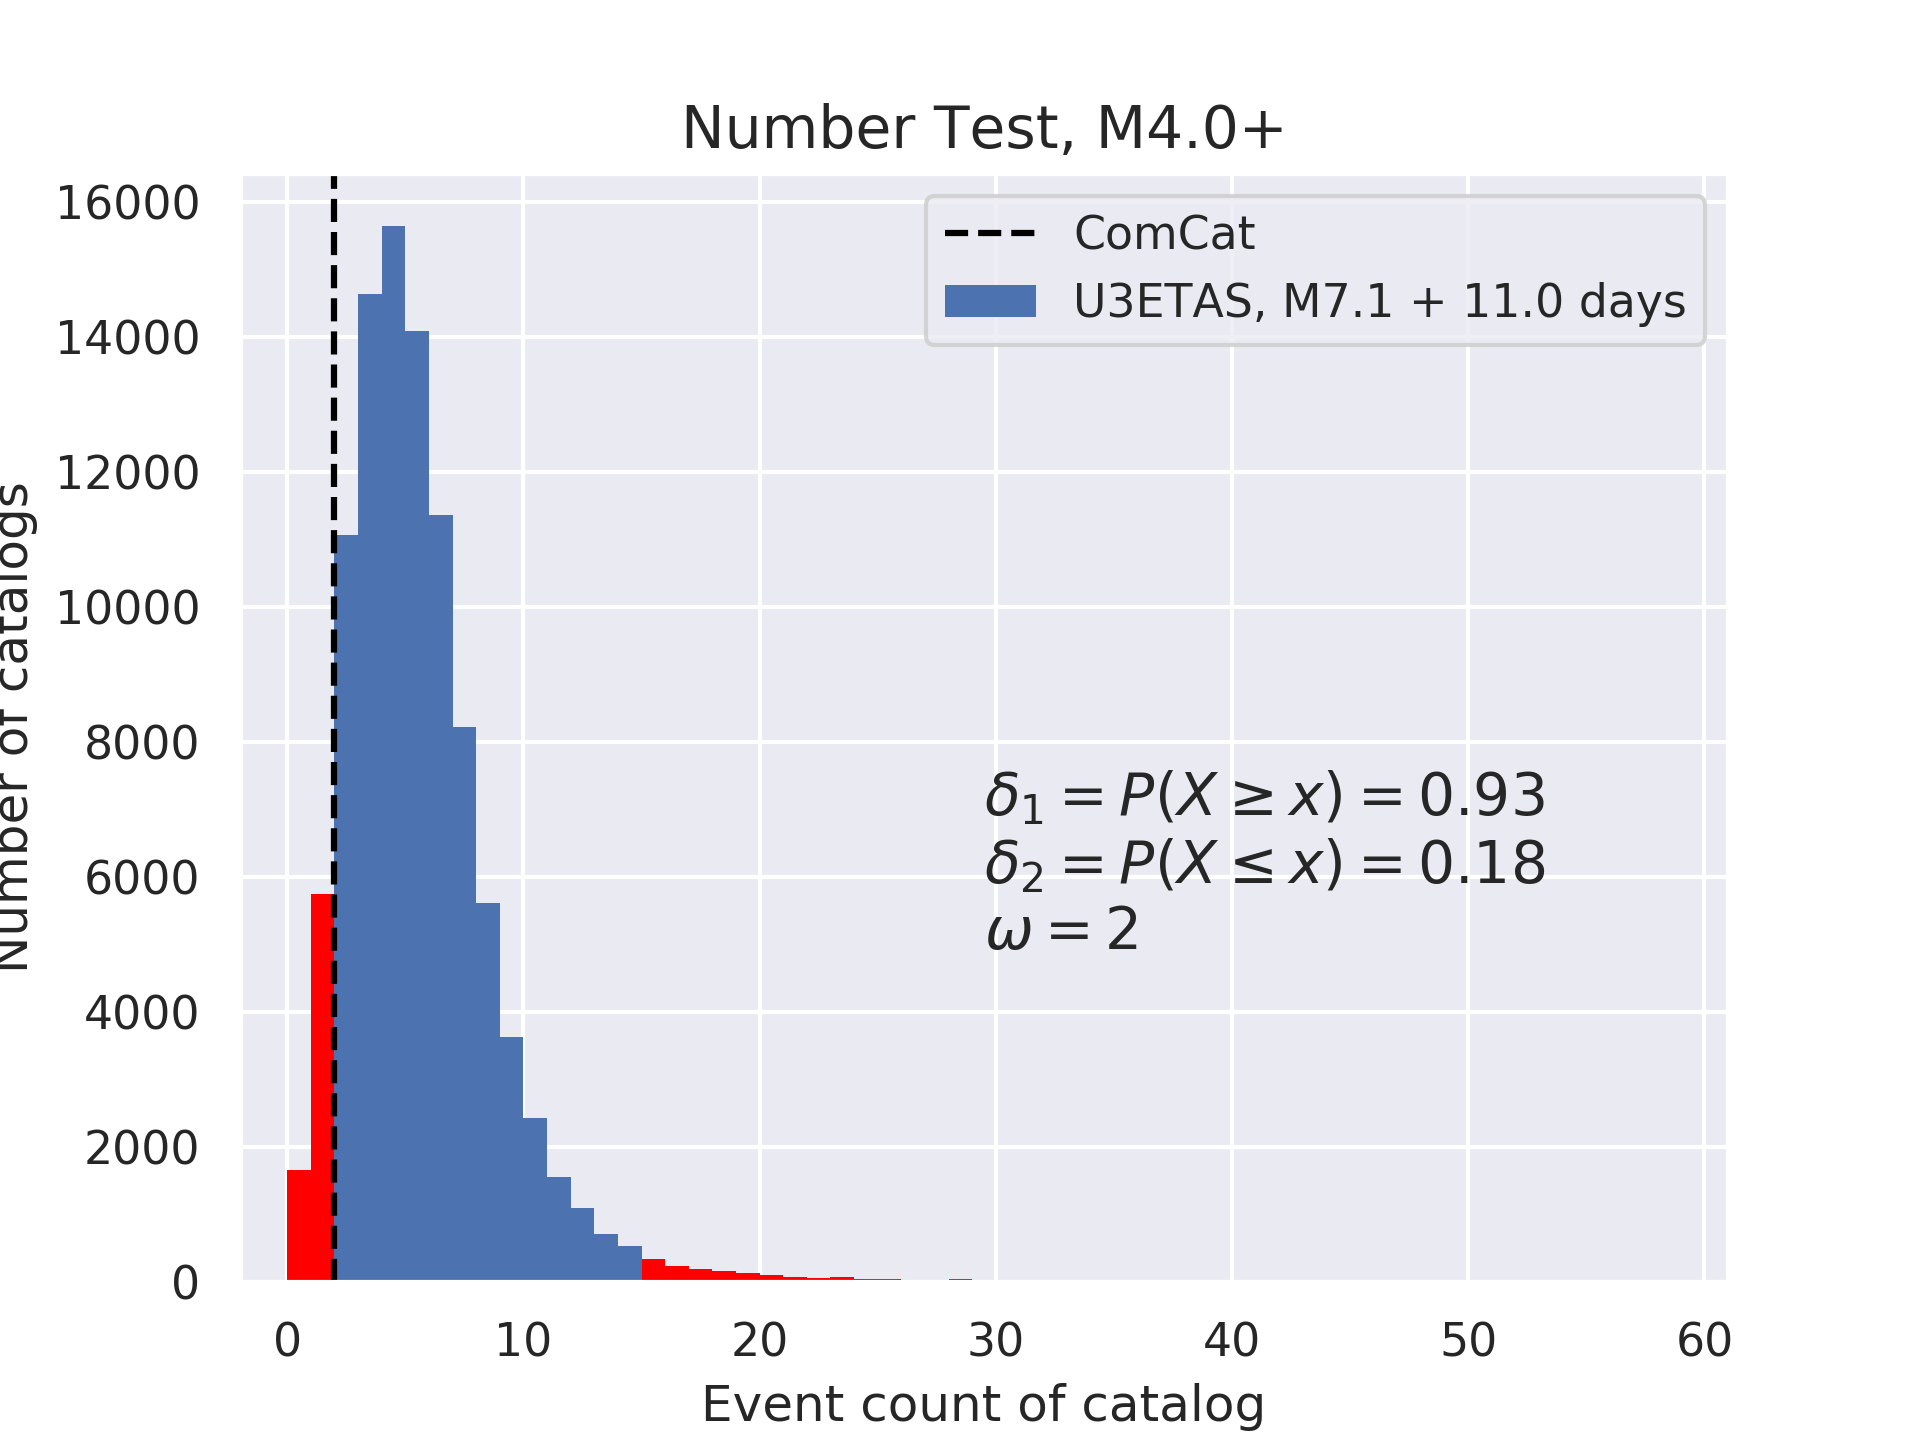 Number Test, M4.0+
ComCat
U3ETAS, M7.1 + 11.0 days
16000
14000
12000
10000
8000
6000
4000
2000
0
Number of catalogs
δ₁ = P(X ≥ x) = 0.93
δ₂ = P(X ≤ x) = 0.18
ω = 2
0 10 20 30 40 50 60
Event count of catalog